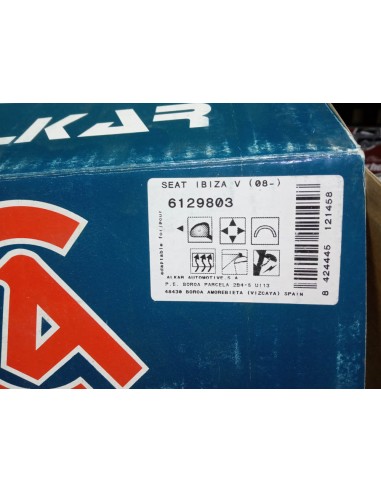 ALKAR
SEAT IBIZA V (08-)
6129803
adaptable for/pour
ALKAR AUTOMOTIVE,S.A
P.E. BOROA PARCELA 2B4-5 U113
48430 BOROA AMOREBIETA (VIZCAYA) SPAIN
8 424445 121458